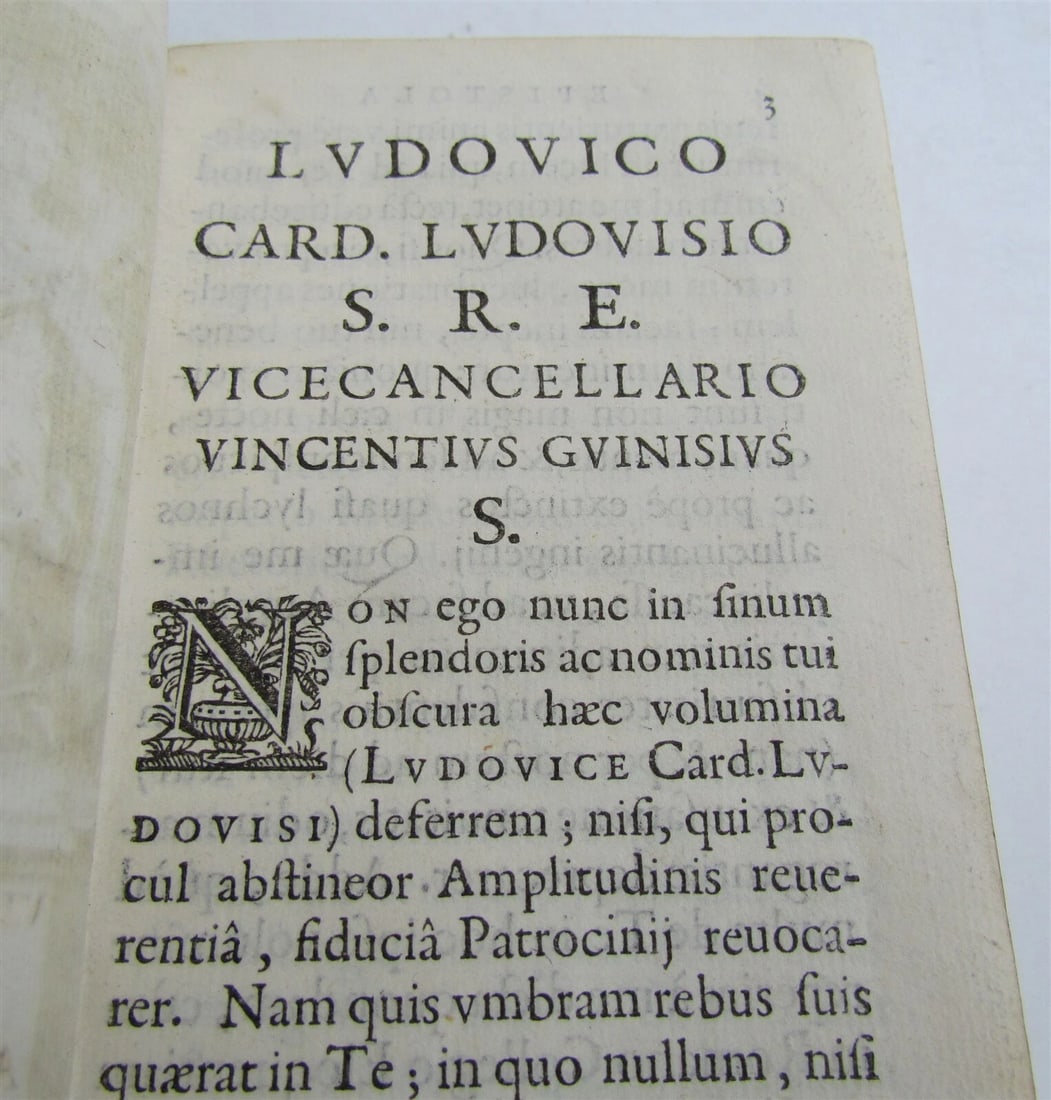 3
LVDOVICO
CARD. LVDOVISIO
S. R. E.
VICECANCELLARIO
VINCENTIVS GVINISIVS
S.
NON ego nunc in ſinum
ſplendoris ac nominis tui
obſcura hæc volumina
(LVDOVICE Card. LV-
DOVISI) deferrem ; niſi, qui pro-
cul abſtineor Amplitudinis reue-
rentiâ , fiduciâ Patrocinij reuoca-
rer. Nam quis vmbram rebus ſuis
quærat in Te ; in quo nullum , niſi